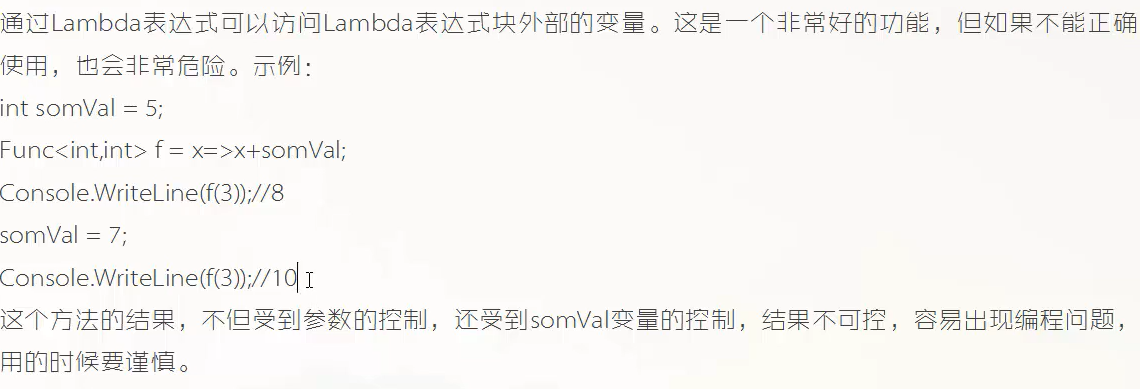 通过Lambda表达式可以访问Lambda表达式块外部的变量。这是一个非常好的功能，但如果不能正确
使用，也会非常危险。示例：
int somVal = 5;
Func<int,int> f = x=>x+somVal;
Console.WriteLine(f(3));//8
somVal = 7;
Console.WriteLine(f(3));//10
这个方法的结果，不但受到参数的控制，还受到somVal变量的控制，结果不可控，容易出现编程问题，
用的时候要谨慎。